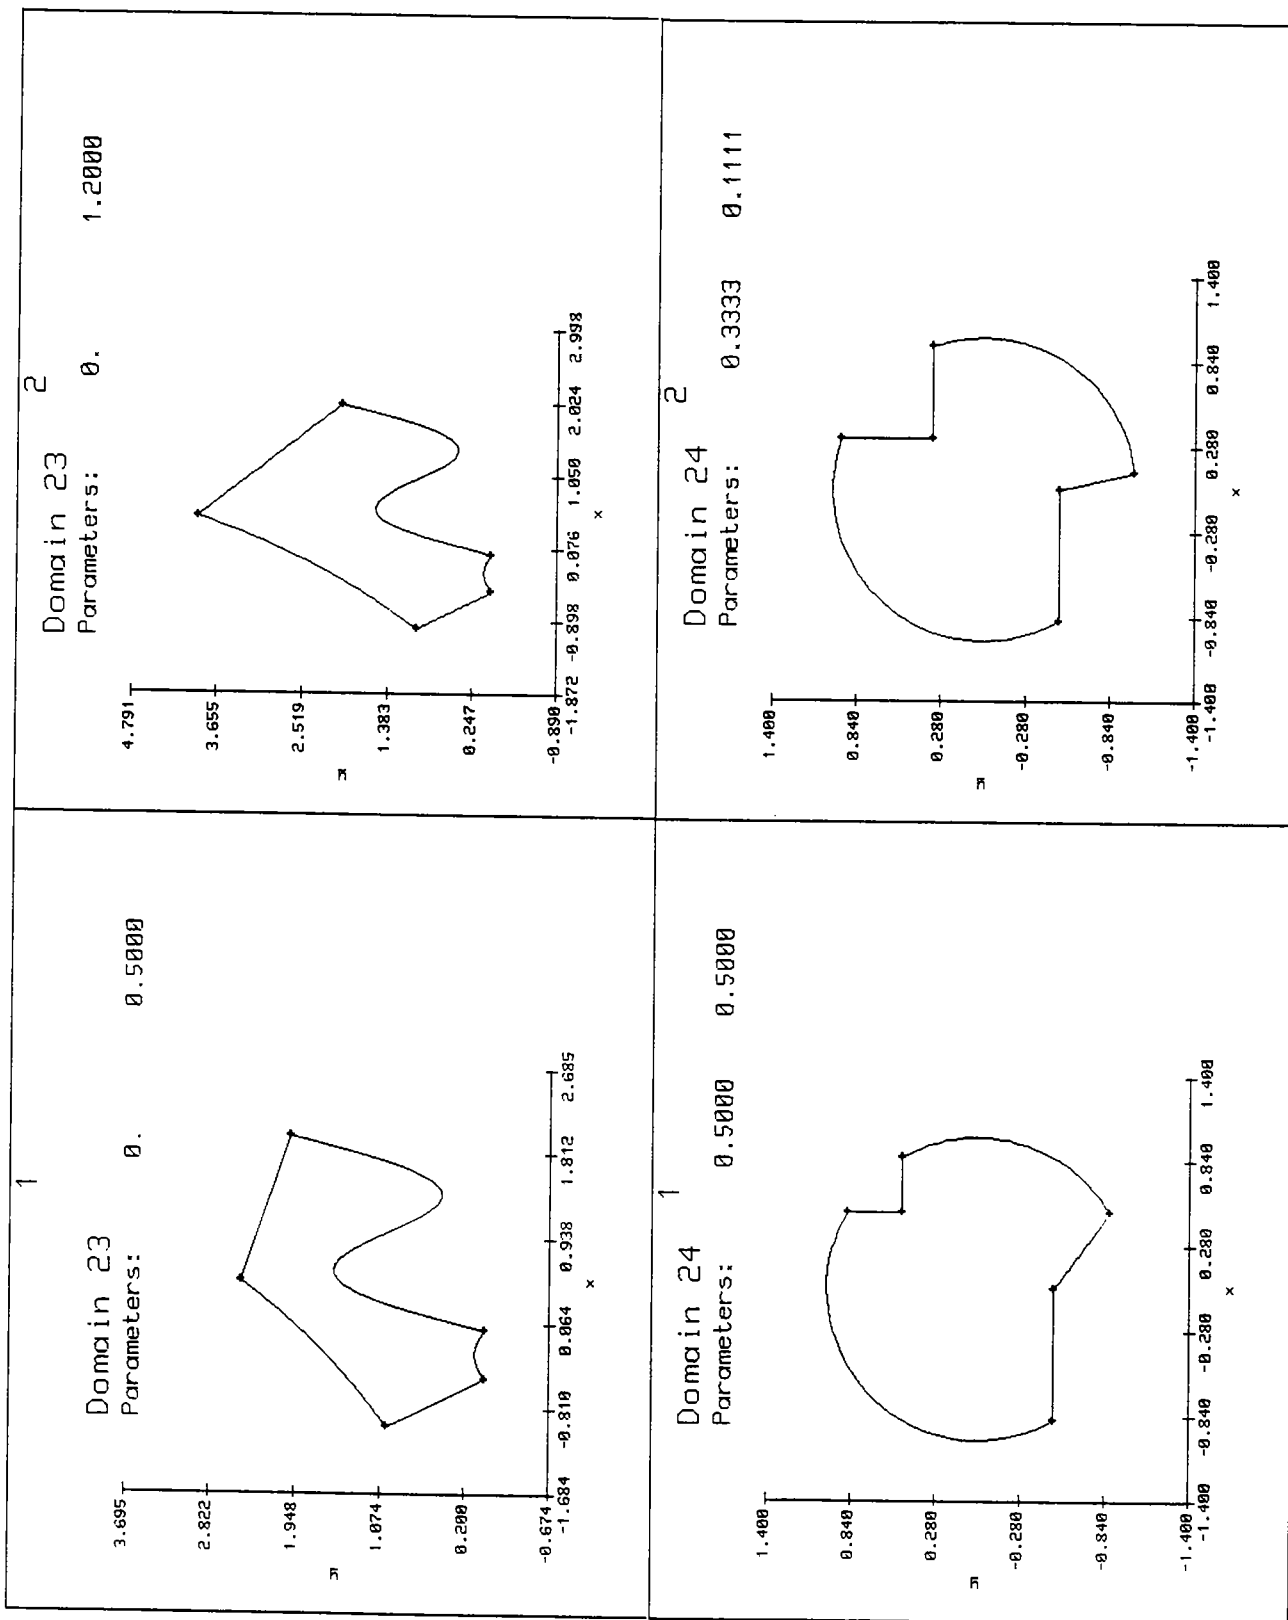 1
Domain 23
Parameters: 0. 0.5000
3.695
2.822
1.948
1.074
0.200
-0.674
y
-1.684 -0.810 0.064 0.938 1.812 2.685
x
2
Domain 23
Parameters: 0. 1.2000
4.791
3.655
2.519
1.383
0.247
-0.890
y
-1.872 -0.898 0.076 1.050 2.024 2.998
x
1
Domain 24
Parameters: 0.5000 0.5000
1.400
0.840
0.280
-0.280
-0.840
-1.400
y
-1.400 -0.840 -0.280 0.280 0.840 1.400
x
2
Domain 24
Parameters: 0.3333 0.1111
1.400
0.840
0.280
-0.280
-0.840
-1.400
y
-1.400 -0.840 -0.280 0.280 0.840 1.400
x